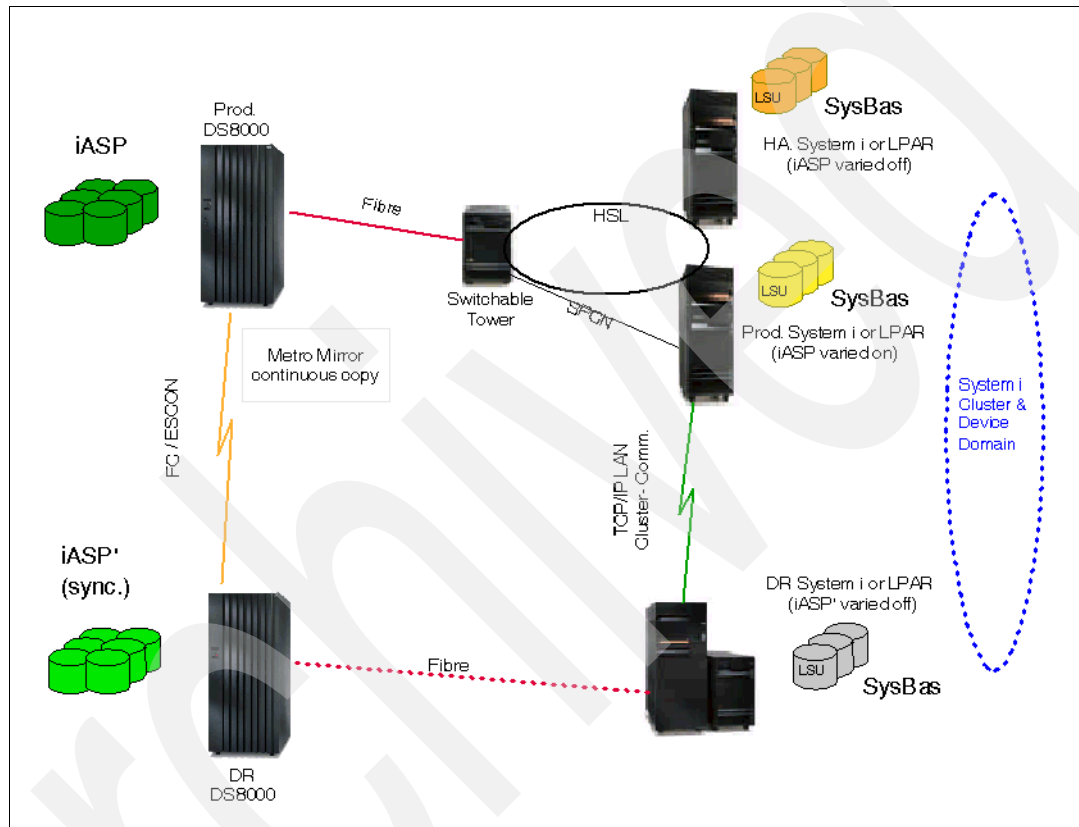 Prod.
DS8000
iASP
LSU
SysBas
HA. System i or LPAR
(iASP varied off)
Fibre
HSL
Switchable
Tower
SPCN
LSU
SysBas
Prod. System i or LPAR
(iASP varied on)
Metro Mirror
continuous copy
System i
Cluster &
Device
Domain
FC / ESCON
TCP/IP LAN
Cluster- Comm.
iASP'
(sync.)
DR System i or LPAR
(iASP' varied off)
Fibre
LSU
SysBas
DR
DS8000